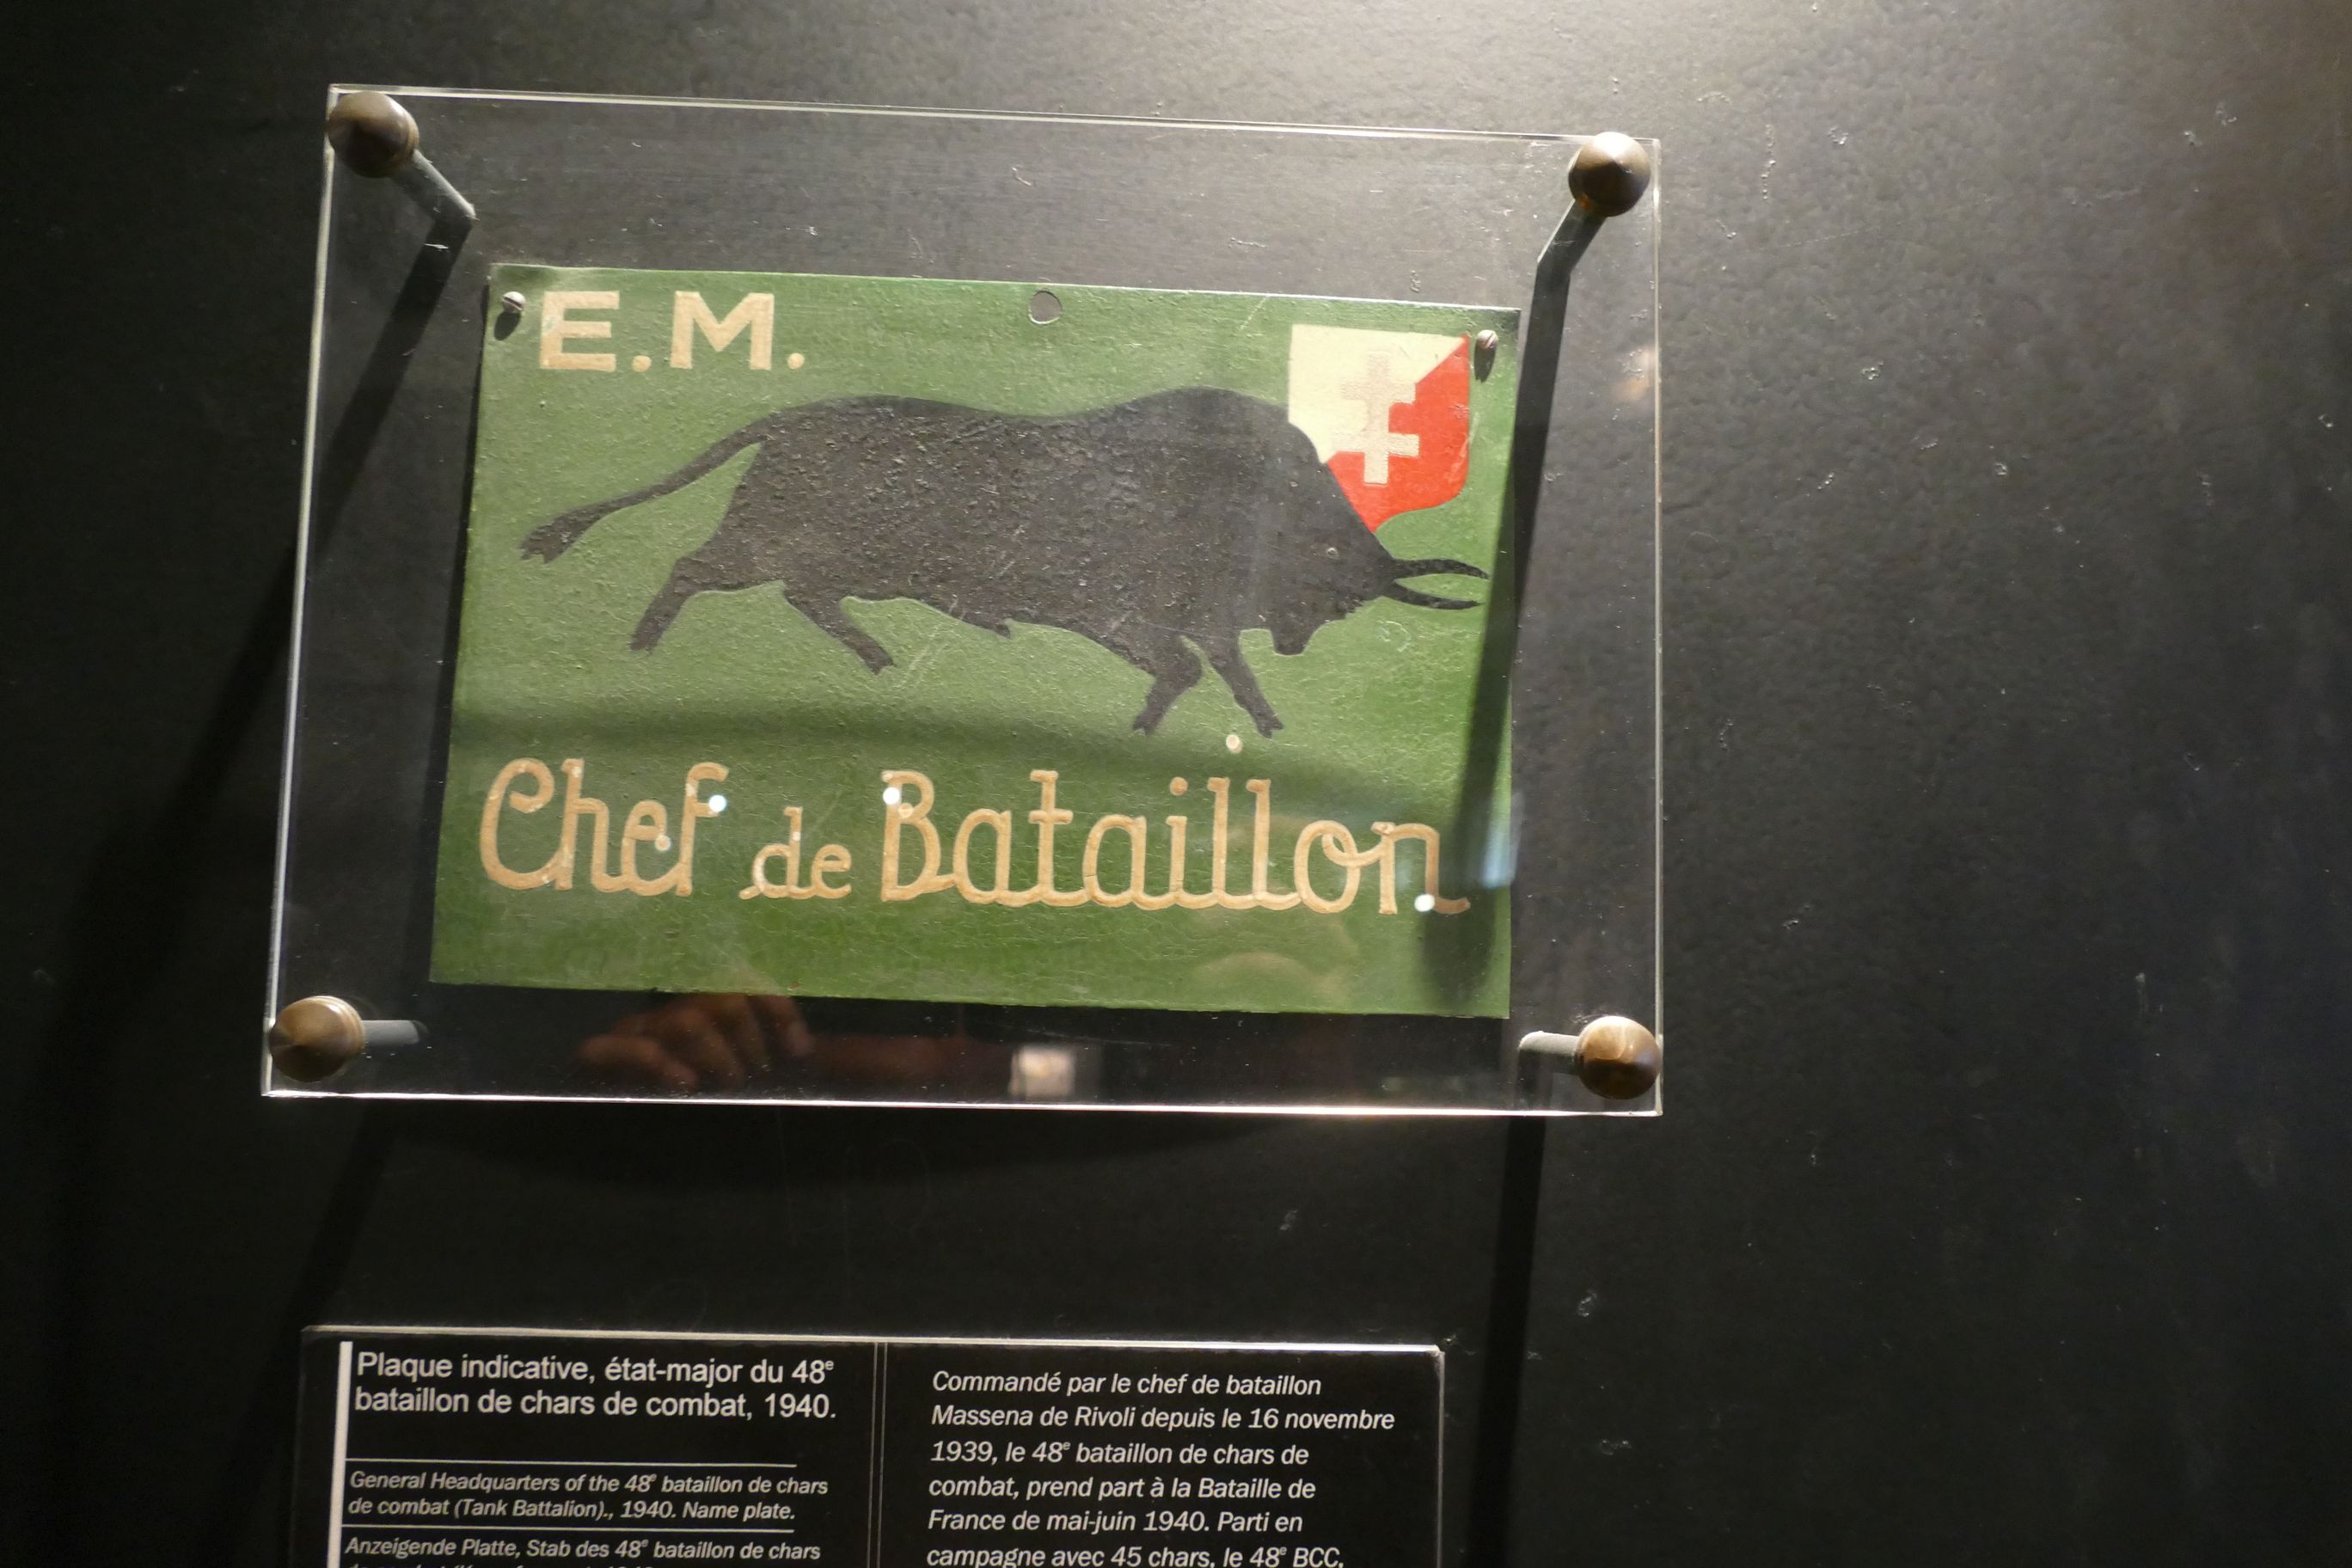 E.M.
Chef de Bataillon
Plaque indicative, état-major du 48e
bataillon de chars de combat, 1940.
General Headquarters of the 48e bataillon de chars
de combat (Tank Battalion)., 1940. Name plate.
Anzeigende Platte, Stab des 48e bataillon de chars
Commandé par le chef de bataillon
Massena de Rivoli depuis le 16 novembre
1939, le 48e bataillon de chars de
combat, prend part à la Bataille de
France de mai-juin 1940. Parti en
campagne avec 45 chars, le 48e BCC,